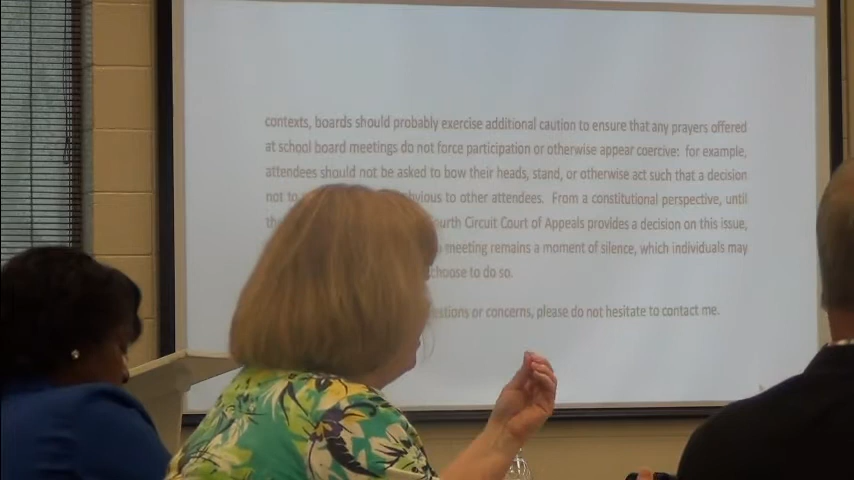 contexts, boards should probably exercise additional caution to ensure that any prayers offered
at school board meetings do not force participation or otherwise appear coercive: for example,
attendees should not be asked to bow their heads, stand, or otherwise act such that a decision
not to obvious to other attendees. From a constitutional perspective, until
Circuit Court of Appeals provides a decision on this issue,
meeting remains a moment of silence, which individuals may
choose to do so.
or concerns, please do not hesitate to contact me.